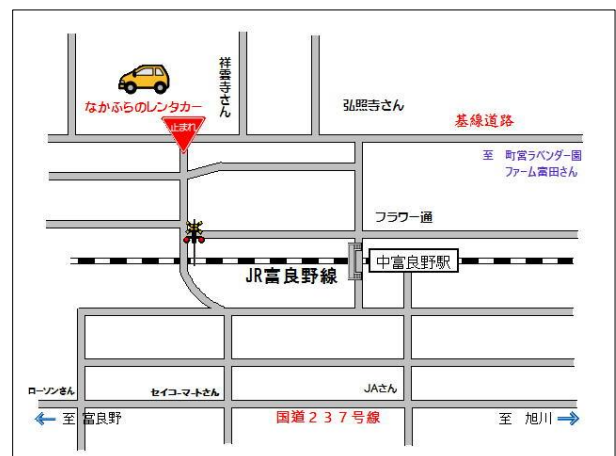 祥雲寺さん
なかふらのレンタカー
弘照寺さん
止まれ
基線道路
至 町営ラベンダー園
ファーム富田さん
フラワー通
JR富良野線
中富良野駅
ローソンさん
セイコーマートさん
JAさん
至 富良野
国道237号線
至 旭川